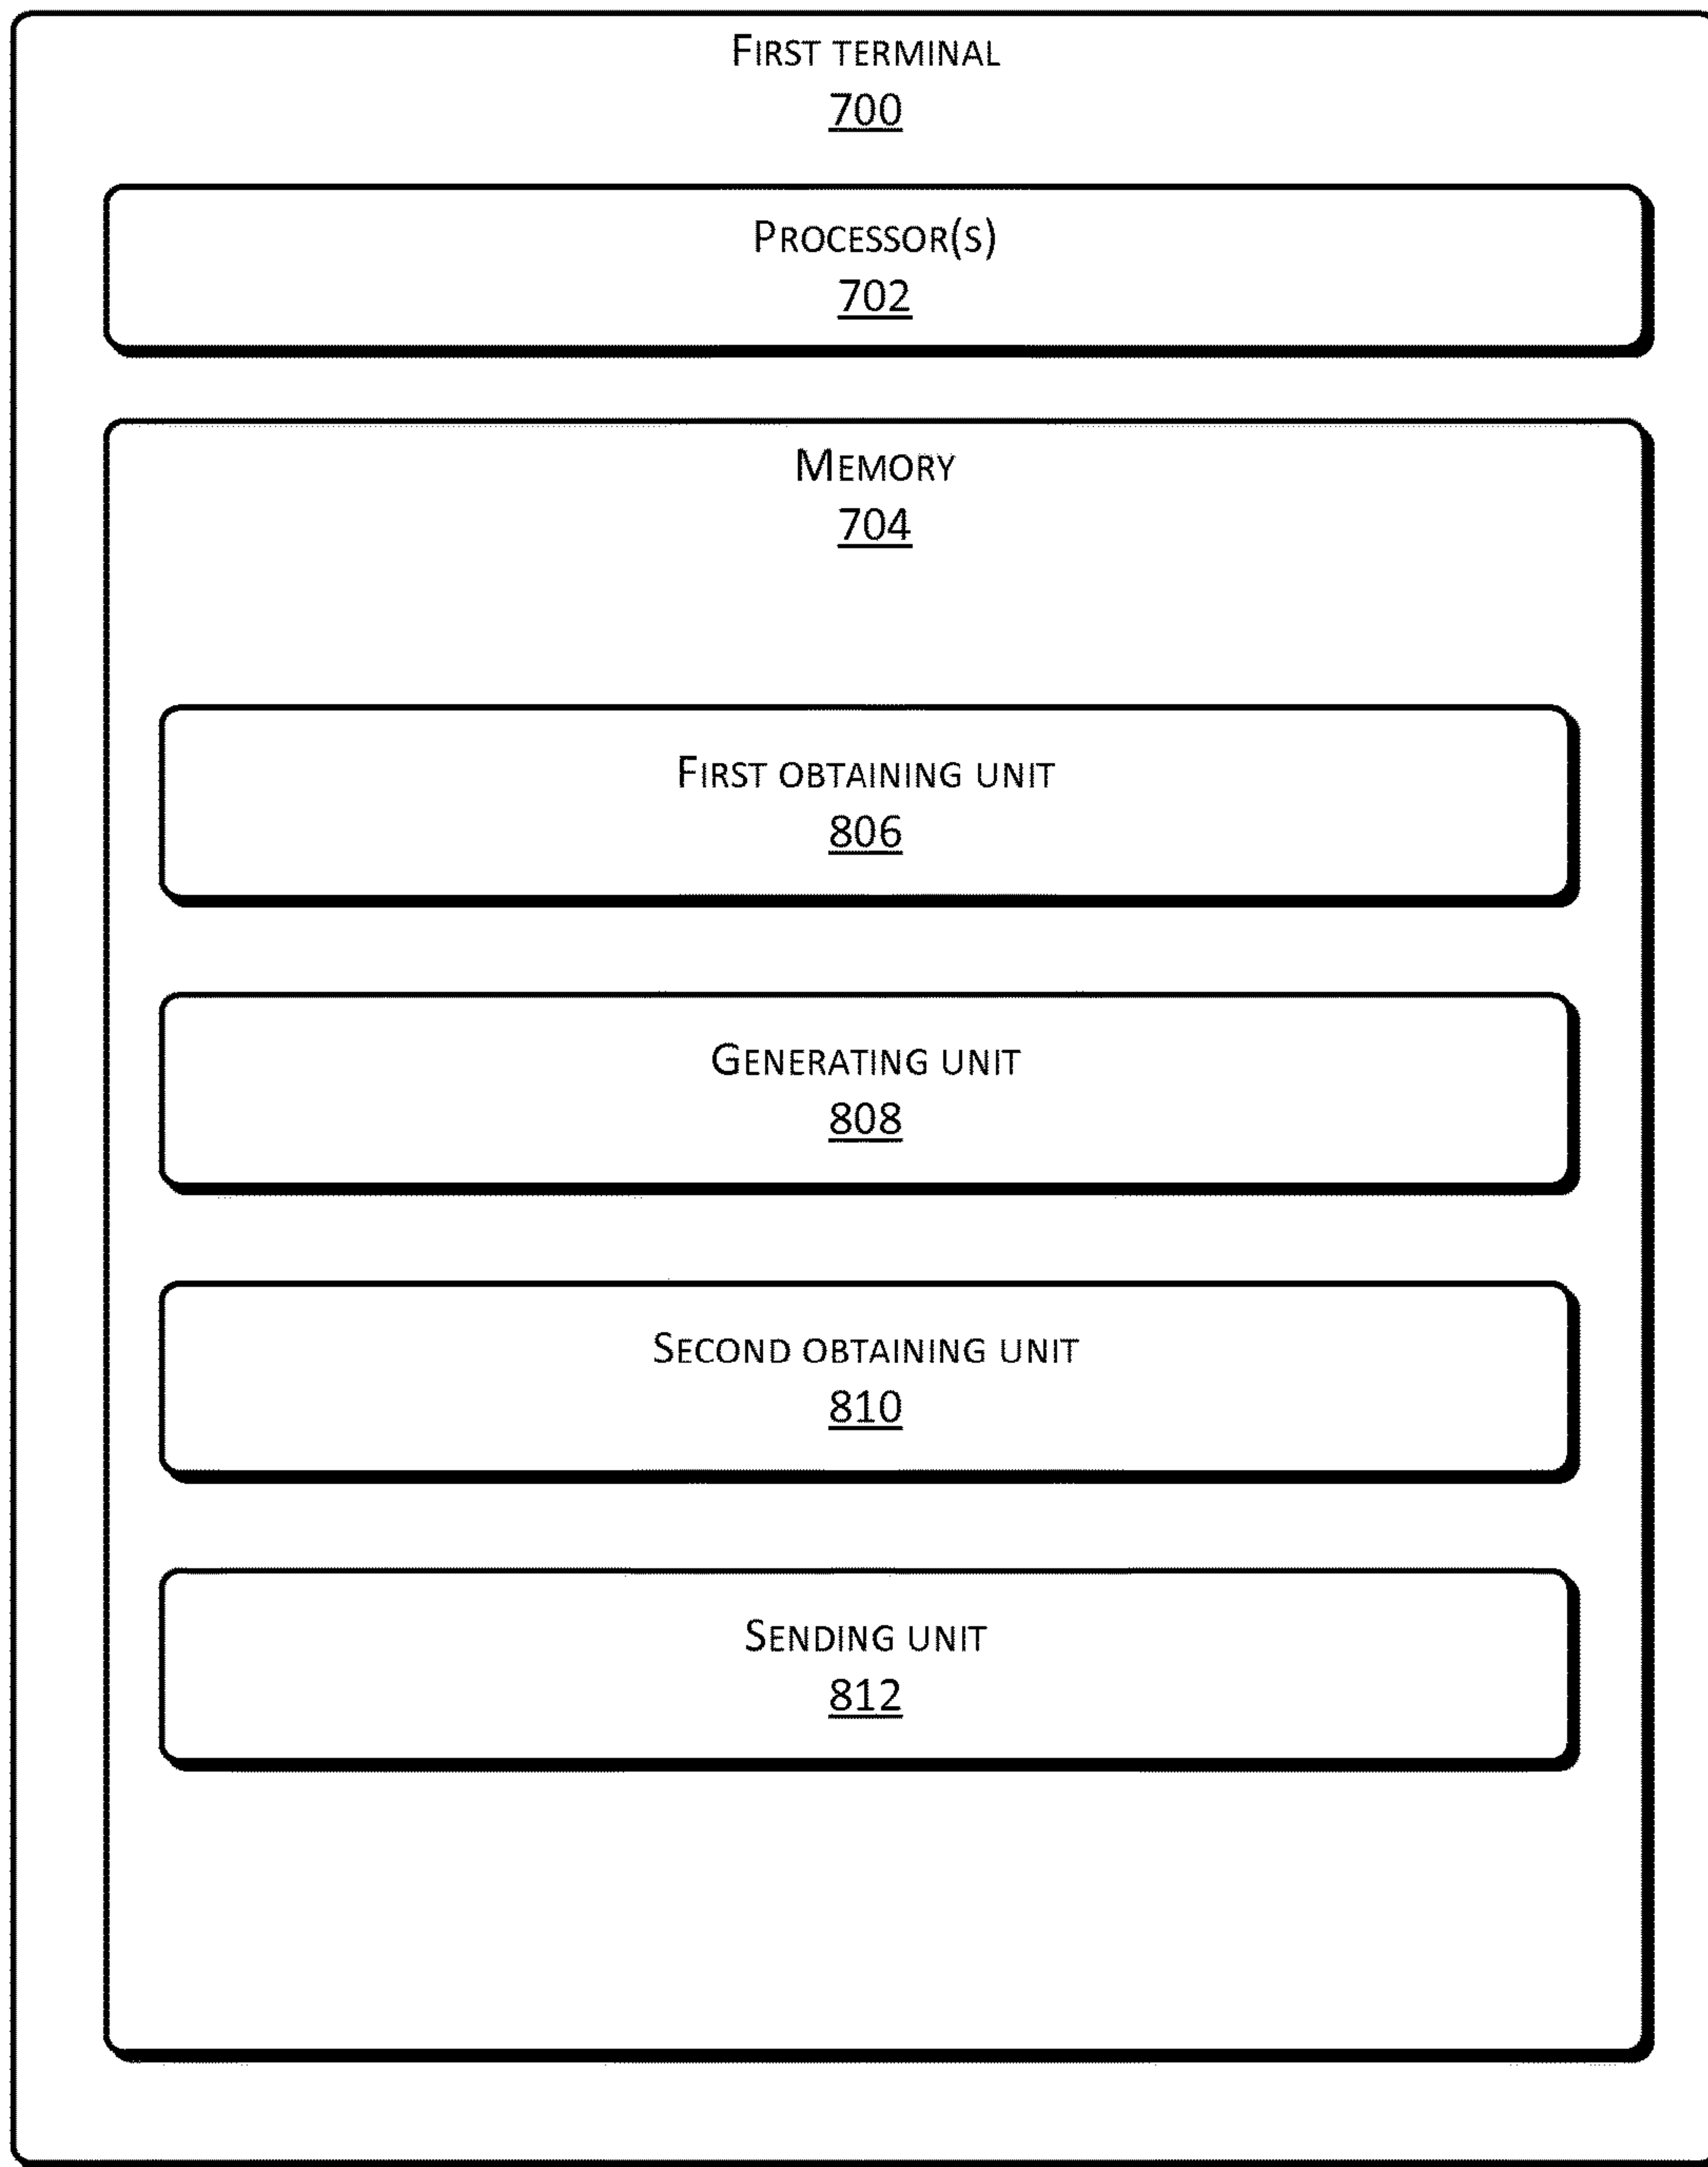 First terminal
700
Processor(s)
702
Memory
704
First obtaining unit
806
Generating unit
808
Second obtaining unit
810
Sending unit
812